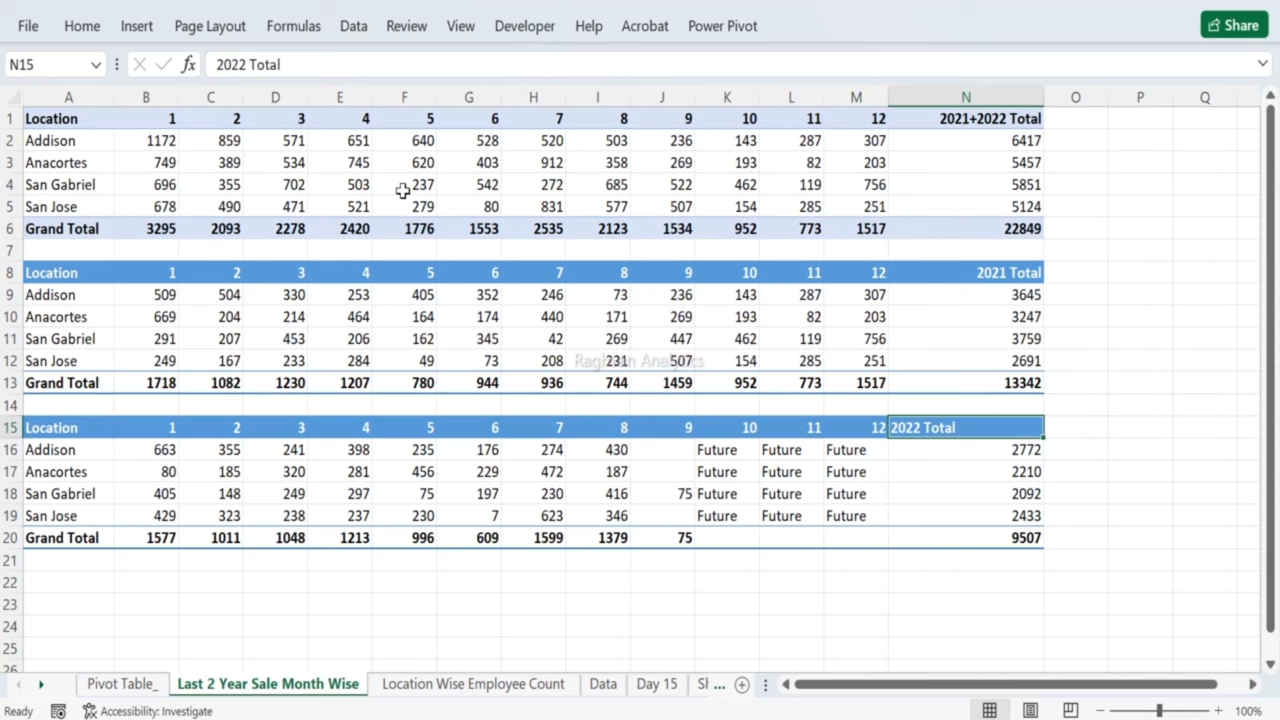 File Home Insert Page Layout Formulas Data Review View Developer Help Acrobat Power Pivot Share
N15 fx 2022 Total
A B C D E F G H I J K L M N O P Q
1 Location 1 2 3 4 5 6 7 8 9 10 11 12 2021+2022 Total
2 Addison 1172 859 571 651 640 528 520 503 236 143 287 307 6417
3 Anacortes 749 389 534 745 620 403 912 358 269 193 82 203 5457
4 San Gabriel 696 355 702 503 237 542 272 685 522 462 119 756 5851
5 San Jose 678 490 471 521 279 80 831 577 507 154 285 251 5124
6 Grand Total 3295 2093 2278 2420 1776 1553 2535 2123 1534 952 773 1517 22849
7
8 Location 1 2 3 4 5 6 7 8 9 10 11 12 2021 Total
9 Addison 509 504 330 253 405 352 246 73 236 143 287 307 3645
10 Anacortes 669 204 214 464 164 174 440 171 269 193 82 203 3247
11 San Gabriel 291 207 453 206 162 345 42 269 447 462 119 756 3759
12 San Jose 249 167 233 284 49 73 208 231 507 154 285 251 2691
Analytics
13 Grand Total 1718 1082 1230 1207 780 944 936 744 1459 952 773 1517 13342
14
15 Location 1 2 3 4 5 6 7 8 9 10 11 12 2022 Total
16 Addison 663 355 241 398 235 176 274 430 Future Future Future 2772
17 Anacortes 80 185 320 281 456 229 472 187 Future Future Future 2210
18 San Gabriel 405 148 249 297 75 197 230 416 75 Future Future Future 2092
19 San Jose 429 323 238 237 230 7 623 346 Future Future Future 2433
20 Grand Total 1577 1011 1048 1213 996 609 1599 1379 75 9507
21
22
23
24
25
26
Pivot Table_ Last 2 Year Sale Month Wise Location Wise Employee Count Data Day 15 Sl ...
Ready Accessibility: Investigate 100%